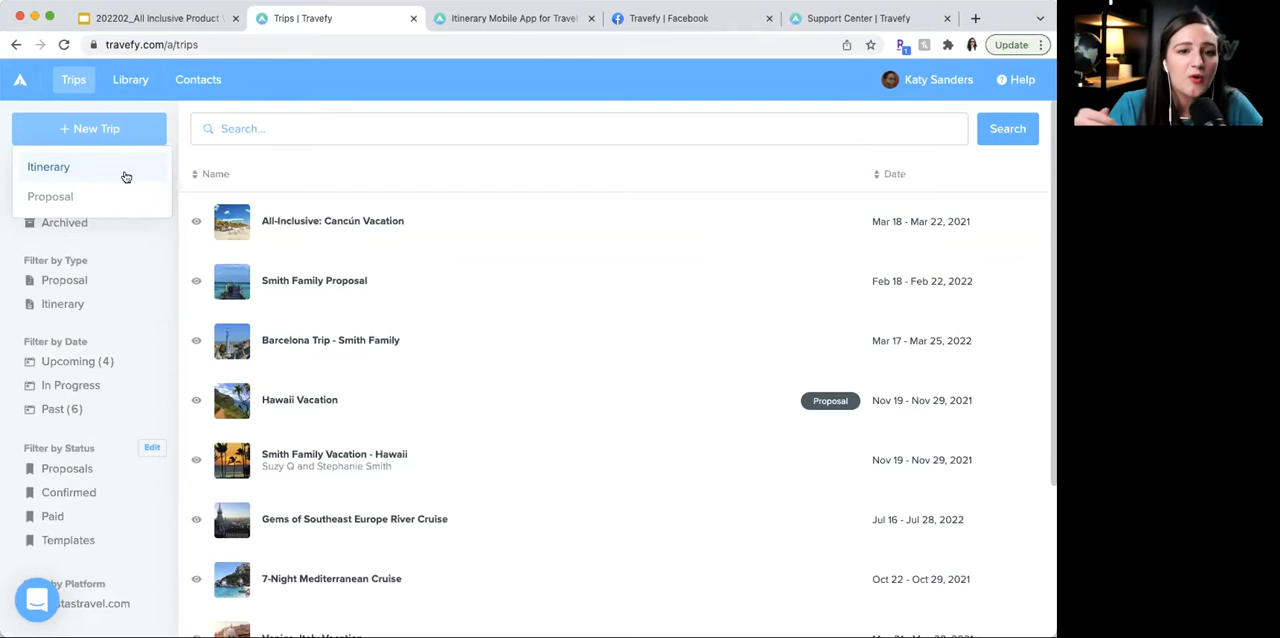 202202_All Inclusive Product
Trips | Travefy
Itinerary Mobile App for Travel
Travefy | Facebook
Support Center | Travefy
travefy.com/a/trips
Update
Trips
Library
Contacts
Katy Sanders
Help
+ New Trip
Search...
Search
Itinerary
Proposal
Archived
Name
Date
All-Inclusive: Cancún Vacation
Mar 18 - Mar 22, 2021
Filter by Type
Proposal
Itinerary
Smith Family Proposal
Feb 18 - Feb 22, 2022
Filter by Date
Upcoming (4)
In Progress
Past (6)
Barcelona Trip - Smith Family
Mar 17 - Mar 25, 2022
Hawaii Vacation
Proposal
Nov 19 - Nov 29, 2021
Filter by Status
Edit
Proposals
Confirmed
Paid
Templates
Smith Family Vacation - Hawaii
Suzy Q and Stephanie Smith
Nov 19 - Nov 29, 2021
Gems of Southeast Europe River Cruise
Jul 16 - Jul 28, 2022
7-Night Mediterranean Cruise
Oct 22 - Oct 29, 2021
by Platform
stastravel.com